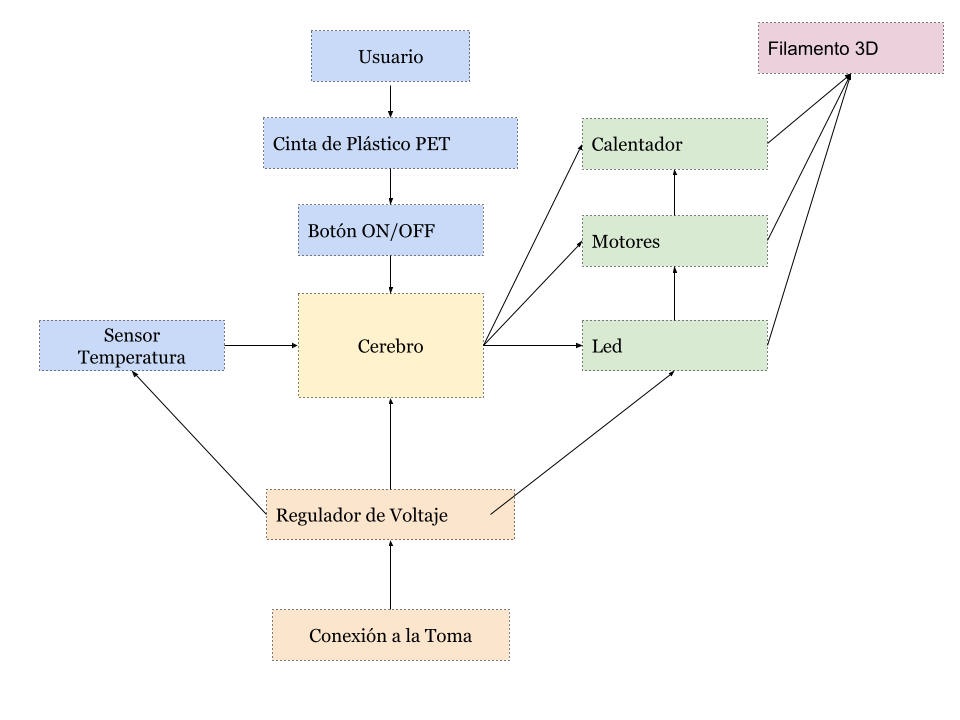 Usuario
Filamento 3D
Cinta de Plástico PET
Calentador
Botón ON/OFF
Motores
Sensor
Temperatura
Cerebro
Led
Regulador de Voltaje
Conexión a la Toma